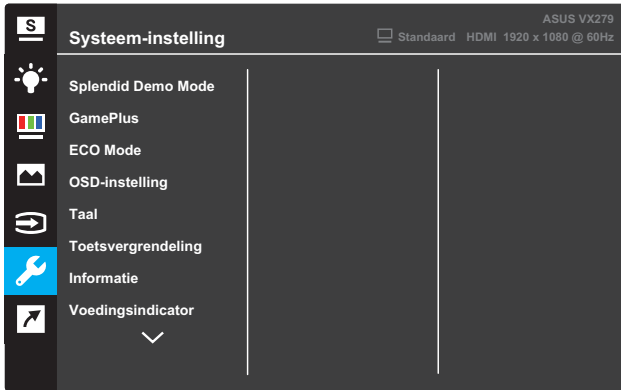 S
ASUS VX279
Systeem-instelling
Standaard HDMI 1920 x 1080 @ 60Hz
Splendid Demo Mode
GamePlus
ECO Mode
OSD-instelling
Taal
Toetsvergrendeling
Informatie
Voedingsindicator